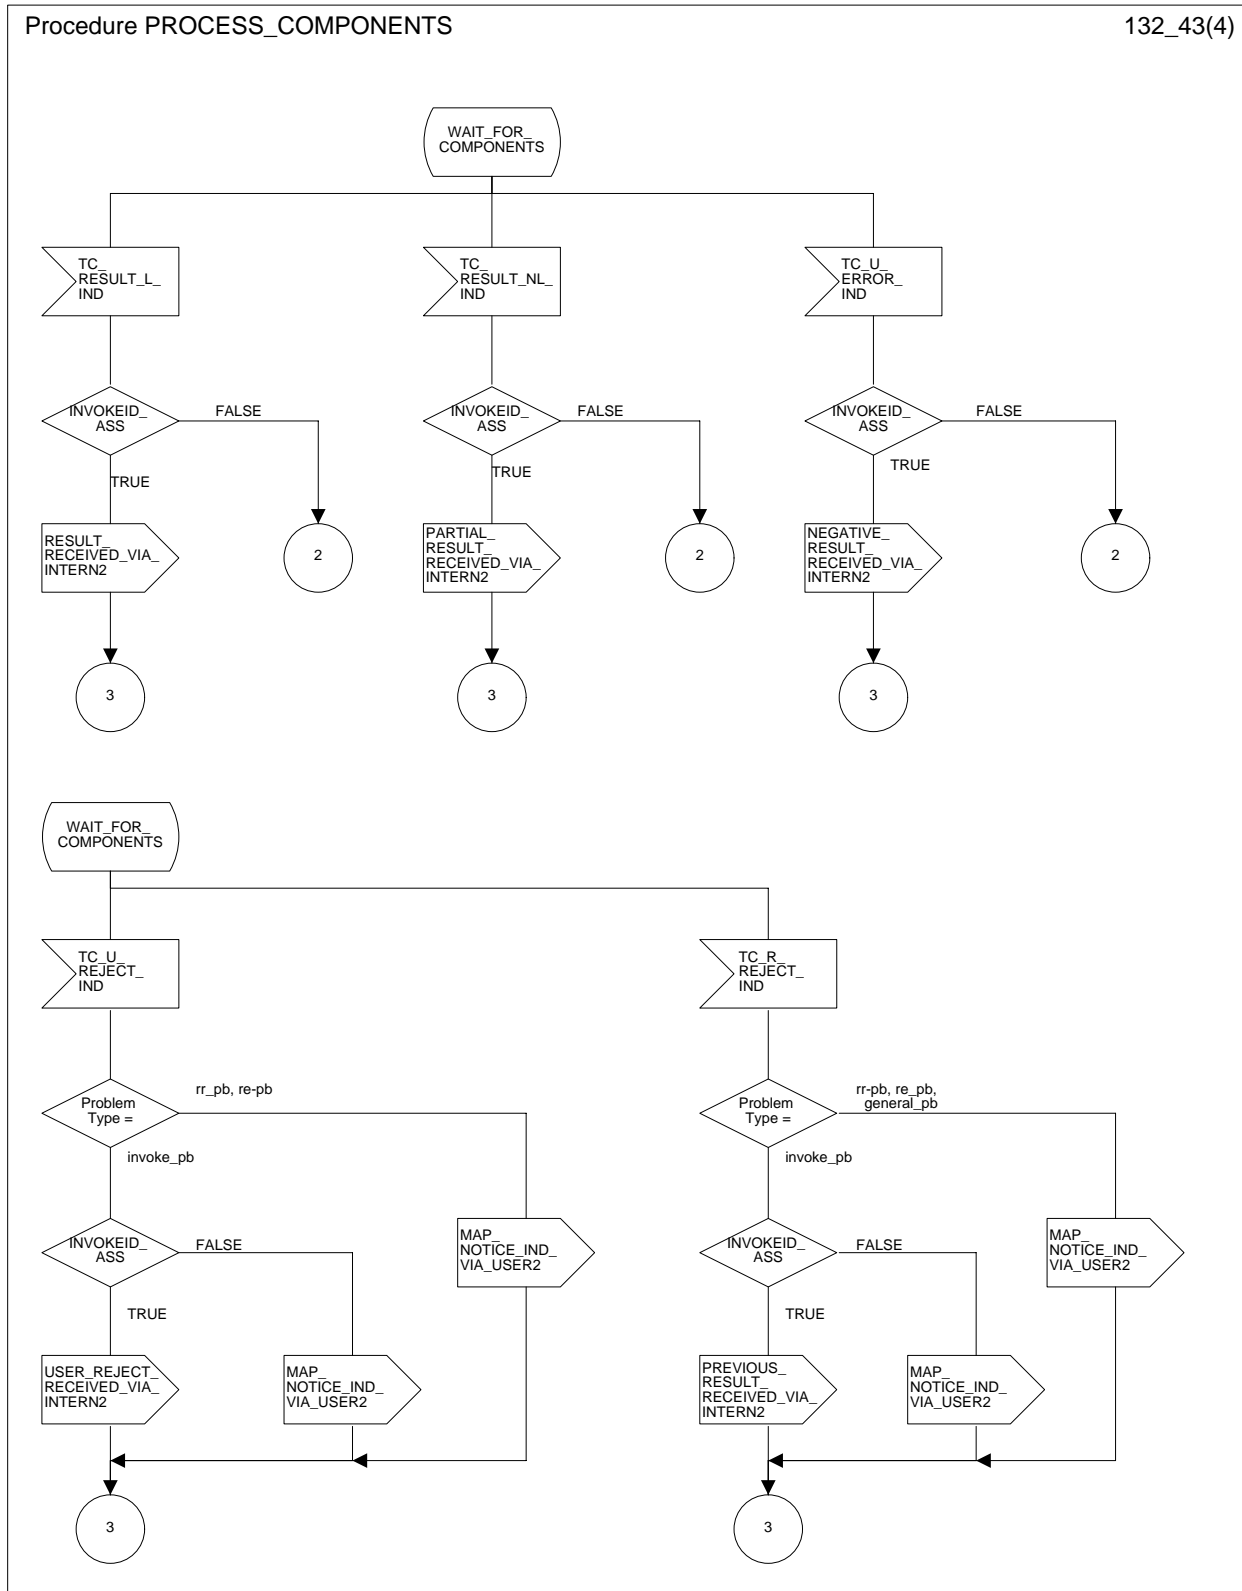 Procedure PROCESS_COMPONENTS 132_43(4)
WAIT_FOR_
COMPONENTS
TC_
RESULT_L_
IND
TC_
RESULT_NL_
IND
TC_U_
ERROR_
IND
INVOKEID_
ASS
FALSE
INVOKEID_
ASS
FALSE
INVOKEID_
ASS
FALSE
TRUE
TRUE
TRUE
RESULT_
RECEIVED_VIA_
INTERN2
2
PARTIAL_
RESULT_
RECEIVED_VIA_
INTERN2
2
NEGATIVE_
RESULT_
RECEIVED_VIA_
INTERN2
2
3
3
3
WAIT_FOR_
COMPONENTS
TC_U_
REJECT_
IND
TC_R_
REJECT_
IND
Problem
Type =
rr_pb, re-pb
Problem
Type =
rr-pb, re_pb,
general_pb
invoke_pb
invoke_pb
INVOKEID_
ASS
FALSE
MAP_
NOTICE_IND_
VIA_USER2
INVOKEID_
ASS
FALSE
MAP_
NOTICE_IND_
VIA_USER2
TRUE
TRUE
USER_REJECT_
RECEIVED_VIA_
INTERN2
MAP_
NOTICE_IND_
VIA_USER2
PREVIOUS_
RESULT_
RECEIVED_VIA_
INTERN2
MAP_
NOTICE_IND_
VIA_USER2
3
3